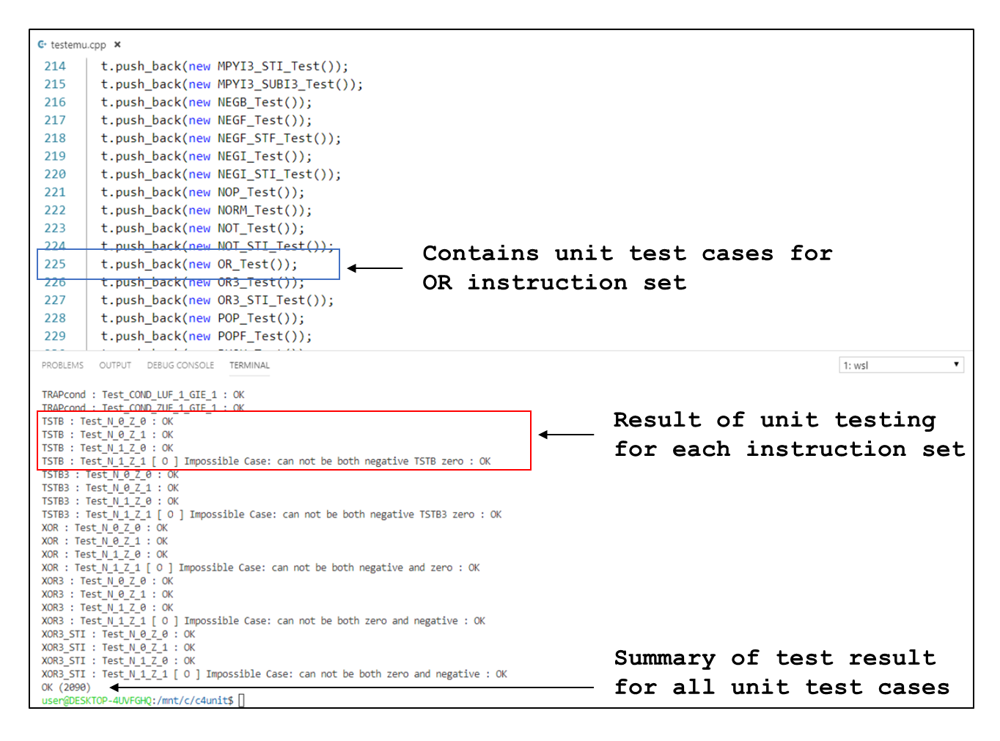 testemu.cpp ×
214 t.push_back(new MPYI3_STI_Test());
215 t.push_back(new MPYI3_SUBI3_Test());
216 t.push_back(new NEGB_Test());
217 t.push_back(new NEGF_Test());
218 t.push_back(new NEGF_STF_Test());
219 t.push_back(new NEGI_Test());
220 t.push_back(new NEGI_STI_Test());
221 t.push_back(new NOP_Test());
222 t.push_back(new NORM_Test());
223 t.push_back(new NOT_Test());
224 t.push_back(new NOT_STI_Test());
225 t.push_back(new OR_Test());
226 t.push_back(new OR3_Test());
227 t.push_back(new OR3_STI_Test());
228 t.push_back(new POP_Test());
229 t.push_back(new POPF_Test());
Contains unit test cases for
OR instruction set
PROBLEMS OUTPUT DEBUG CONSOLE TERMINAL 1: wsl
TRAPcond : Test_COND_LUF_1_GIE_1 : OK
TRAPcond : Test_COND_ZUF_1_GIE_1 : OK
TSTB : Test_N_0_Z_0 : OK
TSTB : Test_N_0_Z_1 : OK
TSTB : Test_N_1_Z_0 : OK
TSTB : Test_N_1_Z_1 [ O ] Impossible Case: can not be both negative TSTB zero : OK
Result of unit testing
for each instruction set
TSTB3 : Test_N_0_Z_0 : OK
TSTB3 : Test_N_0_Z_1 : OK
TSTB3 : Test_N_1_Z_0 : OK
TSTB3 : Test_N_1_Z_1 [ O ] Impossible Case: can not be both negative TSTB3 zero : OK
XOR : Test_N_0_Z_0 : OK
XOR : Test_N_0_Z_1 : OK
XOR : Test_N_1_Z_0 : OK
XOR : Test_N_1_Z_1 [ O ] Impossible Case: can not be both negative and zero : OK
XOR3 : Test_N_0_Z_0 : OK
XOR3 : Test_N_0_Z_1 : OK
XOR3 : Test_N_1_Z_0 : OK
XOR3 : Test_N_1_Z_1 [ O ] Impossible Case: can not be both zero and negative : OK
XOR3_STI : Test_N_0_Z_0 : OK
XOR3_STI : Test_N_0_Z_1 : OK
XOR3_STI : Test_N_1_Z_0 : OK
XOR3_STI : Test_N_1_Z_1 [ O ] Impossible Case: can not be both zero and negative : OK
OK (2090)
Summary of test result
for all unit test cases
user@DESKTOP-4UVFGHQ:/mnt/c/c4unit$